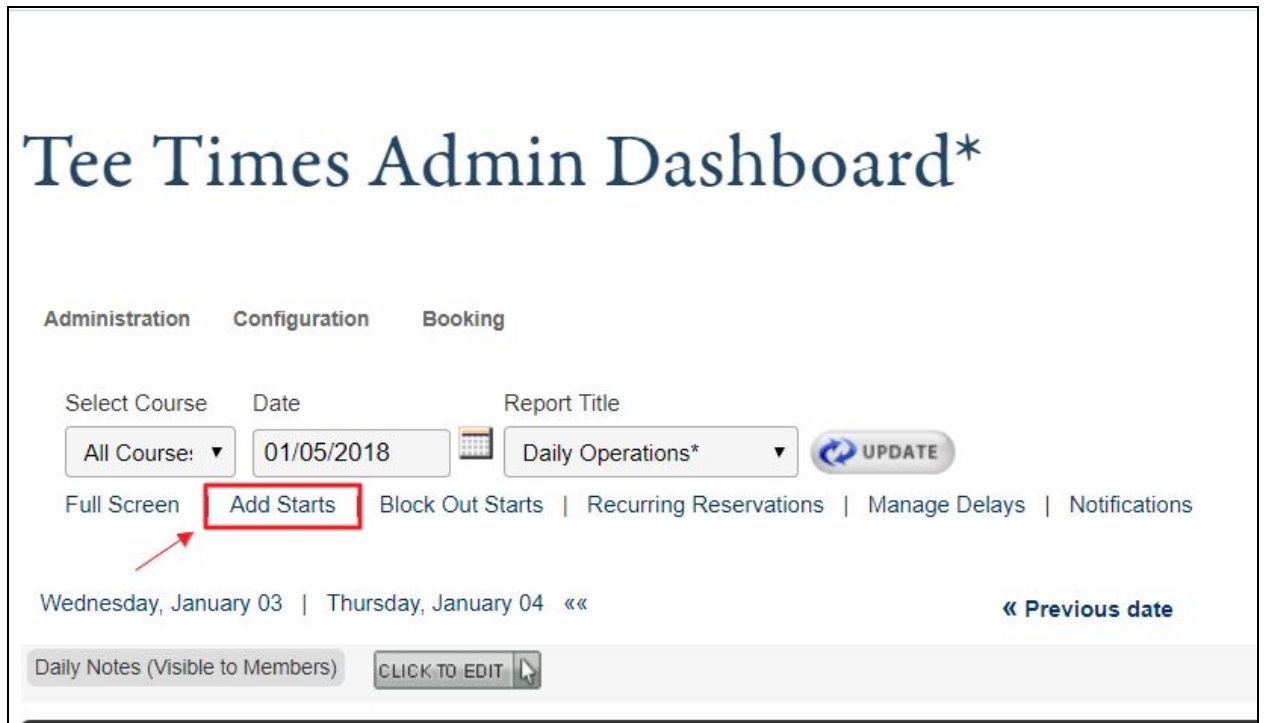 Tee Times Admin Dashboard*
Administration Configuration Booking
Select Course Date Report Title
All Course: 01/05/2018 Daily Operations* UPDATE
Full Screen | Add Starts | Block Out Starts | Recurring Reservations | Manage Delays | Notifications
Wednesday, January 03 | Thursday, January 04 «« « Previous date
Daily Notes (Visible to Members) CLICK TO EDIT